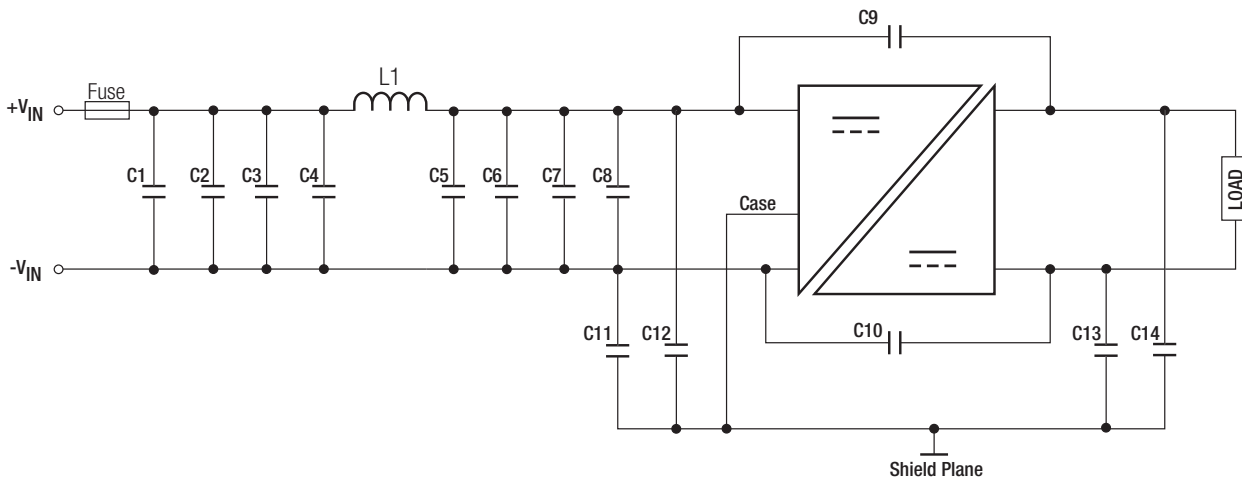 C9
L1
Fuse
+VIN
C1
C2
C3
C4
C5
C6
C7
C8
Case
LOAD
-VIN
C10
C11
C12
C13
C14
Shield Plane